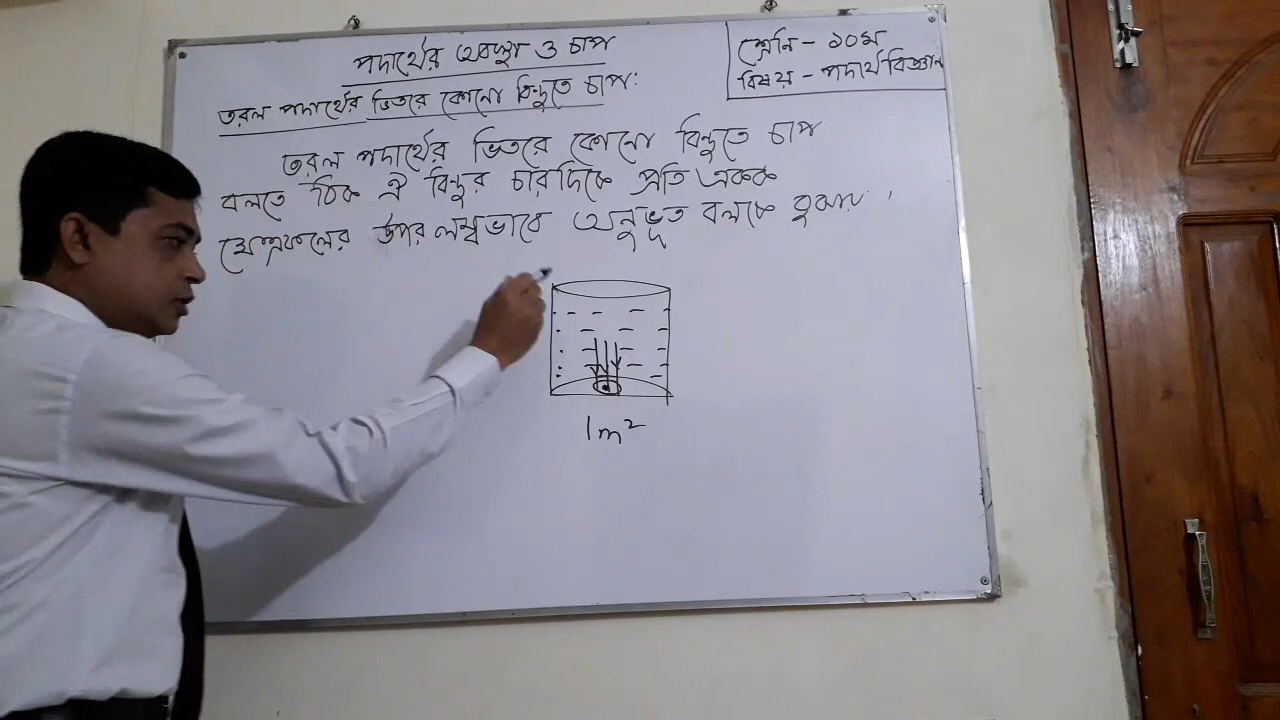 পদার্থের অবস্থা ও চাপ
শ্রেনি - ১০ম
বিষয় - পদার্থবিজ্ঞান
তরল পদার্থের ভিতরে কোনো বিন্দুতে চাপ:
তরল পদার্থের ভিতরে কোনো বিন্দুতে চাপ
বলতে ঠিক ঐ বিন্দুর চারদিকে প্রতি একক
ক্ষেত্রফলের উপর লম্বভাবে অনুভূত বলকে বুঝায়।
1m²